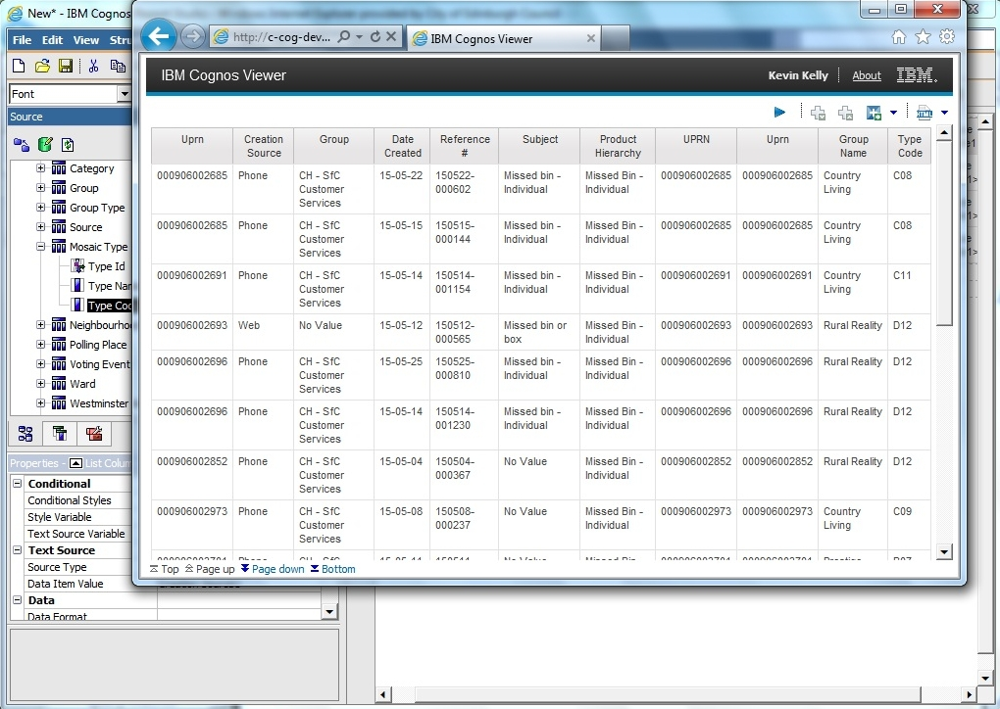 New* - IBM Cognos
Windows Internet Explorer provided by City of Edinburgh Council
File Edit View Stru
Font
Source
Category
Group
Group Type
Source
Mosaic Type
Type Id
Type Nam
Type Cod
Neighbourhoo
Polling Place
Voting Event
Ward
Westminster
Properties - List Colum
Conditional
Conditional Styles
Style Variable
Text Source Variable
Text Source
Source Type
Data Item Value
Data
Data Format
http://c-cog-dev...
IBM Cognos Viewer
IBM Cognos Viewer
Kevin Kelly About IBM.
Uprn Creation Source Group Date Created Reference # Subject Product Hierarchy UPRN Uprn Group Name Type Code
000906002685 Phone CH - SfC Customer Services 15-05-22 150522-000602 Missed bin - Individual Missed Bin - Individual 000906002685 000906002685 Country Living C08
000906002685 Phone CH - SfC Customer Services 15-05-15 150515-000144 Missed bin - Individual Missed Bin - Individual 000906002685 000906002685 Country Living C08
000906002691 Phone CH - SfC Customer Services 15-05-14 150514-001154 Missed bin - Individual Missed Bin - Individual 000906002691 000906002691 Country Living C11
000906002693 Web No Value 15-05-12 150512-000565 Missed bin or box Missed Bin - Individual 000906002693 000906002693 Rural Reality D12
000906002696 Phone CH - SfC Customer Services 15-05-25 150525-000810 Missed bin - Individual Missed Bin - Individual 000906002696 000906002696 Rural Reality D12
000906002696 Phone CH - SfC Customer Services 15-05-14 150514-001230 Missed bin - Individual Missed Bin - Individual 000906002696 000906002696 Rural Reality D12
000906002852 Phone CH - SfC Customer Services 15-05-04 150504-000367 No Value Missed Bin - Individual 000906002852 000906002852 Rural Reality D12
000906002973 Phone CH - SfC Customer Services 15-05-08 150508-000237 No Value Missed Bin - Individual 000906002973 000906002973 Country Living C09
Top Page up Page down Bottom